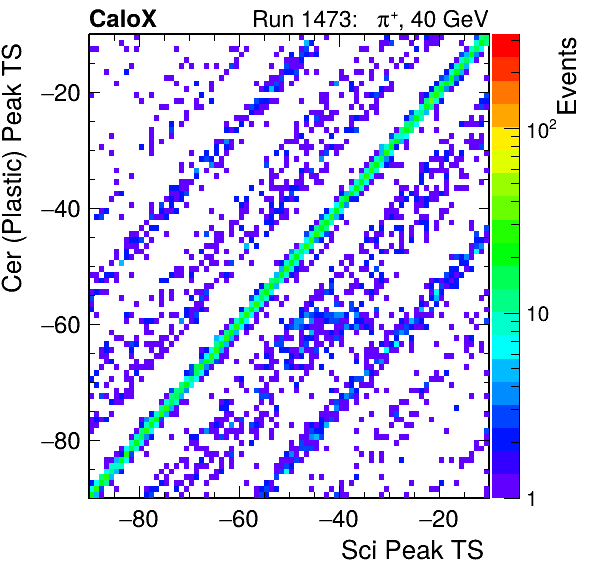 CaloX Run 1473: π⁺, 40 GeV
Cer (Plastic) Peak TS
−20
−40
−60
−80
−80 −60 −40 −20
Sci Peak TS
Events
10²
10
1